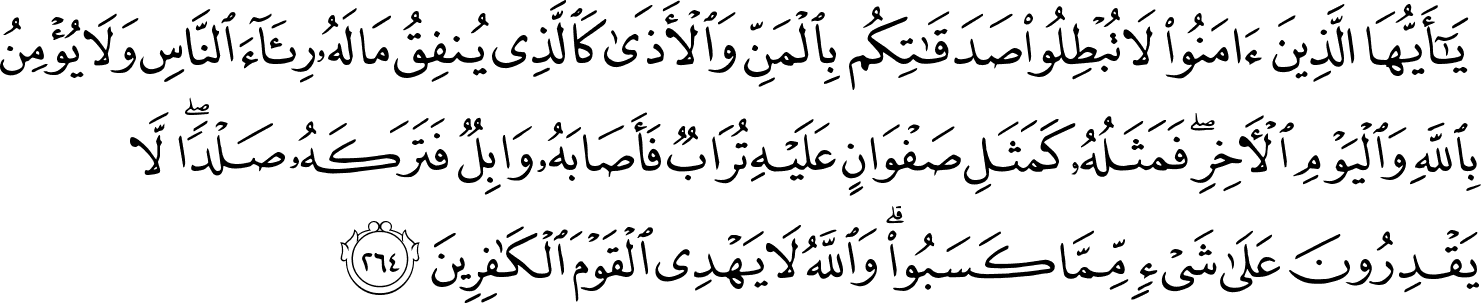 يَـٰٓأَيُّهَا ٱلَّذِينَ ءَامَنُوا۟ لَا تُبْطِلُوا۟ صَدَقَـٰتِكُم بِٱلْمَنِّ وَٱلْأَذَىٰ كَٱلَّذِى يُنفِقُ مَالَهُۥ رِئَآءَ ٱلنَّاسِ وَلَا يُؤْمِنُ
بِٱللَّهِ وَٱلْيَوْمِ ٱلْـَٔاخِرِ ۖ فَمَثَلُهُۥ كَمَثَلِ صَفْوَانٍ عَلَيْهِ تُرَابٌ فَأَصَابَهُۥ وَابِلٌ فَتَرَكَهُۥ صَلْدًا ۖ لَّا
يَقْدِرُونَ عَلَىٰ شَىْءٍ مِّمَّا كَسَبُوا۟ ۗ وَٱللَّهُ لَا يَهْدِى ٱلْقَوْمَ ٱلْكَـٰفِرِينَ ٢٦٤